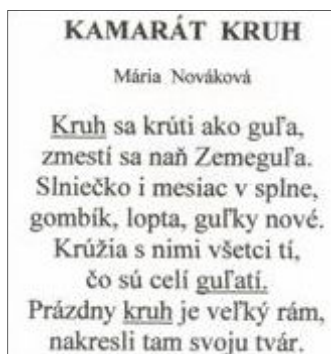 KAMARÁT KRUH
Mária Nováková
Kruh sa krúti ako guľa,
zmestí sa naň Zemeguľa.
Slniečko i mesiac v splne,
gombík, lopta, guľky nové.
Krúžia s nimi všetci tí,
čo sú celí guľatí.
Prázdny kruh je veľký rám,
nakresli tam svoju tvár.